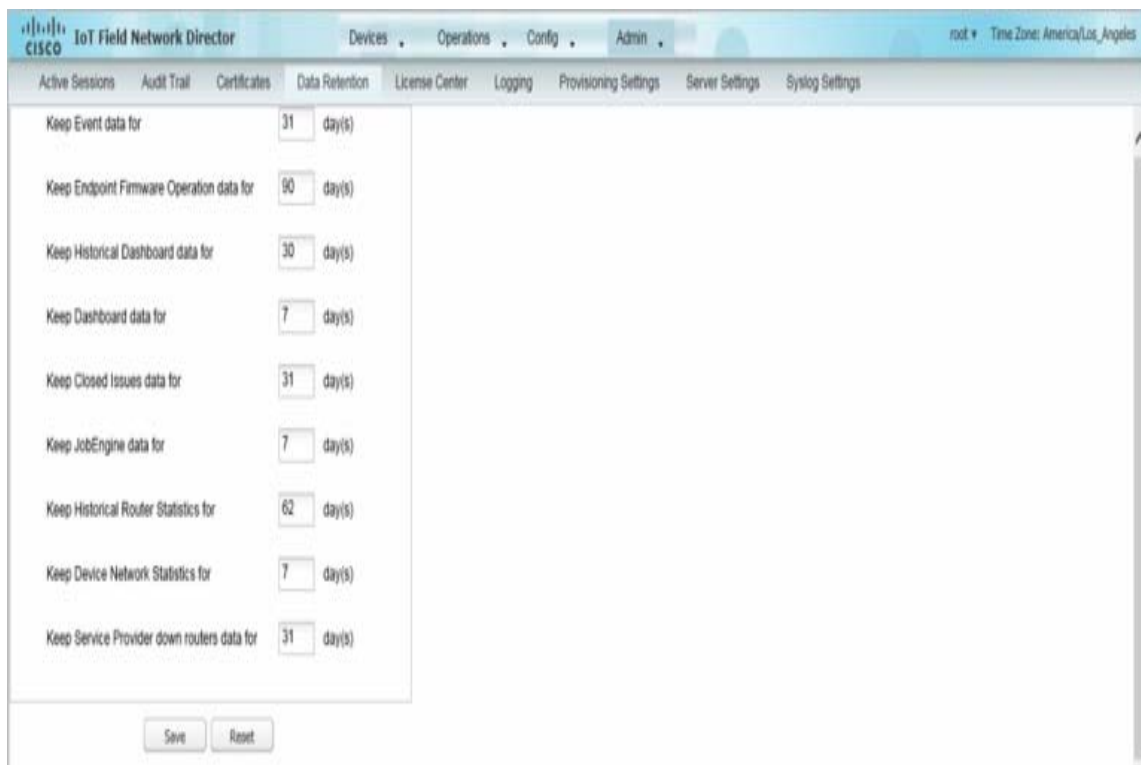 CISCO IoT Field Network Director Devices Operations Config Admin root Time Zone: America/Los_Angeles
Active Sessions Audit Trail Certificates Data Retention License Center Logging Provisioning Settings Server Settings Syslog Settings
Keep Event data for 31 day(s)
Keep Endpoint Firmware Operation data for 90 day(s)
Keep Historical Dashboard data for 30 day(s)
Keep Dashboard data for 7 day(s)
Keep Closed Issues data for 31 day(s)
Keep JobEngine data for 7 day(s)
Keep Historical Router Statistics for 62 day(s)
Keep Device Network Statistics for 7 day(s)
Keep Service Provider down routers data for 31 day(s)
Save Reset